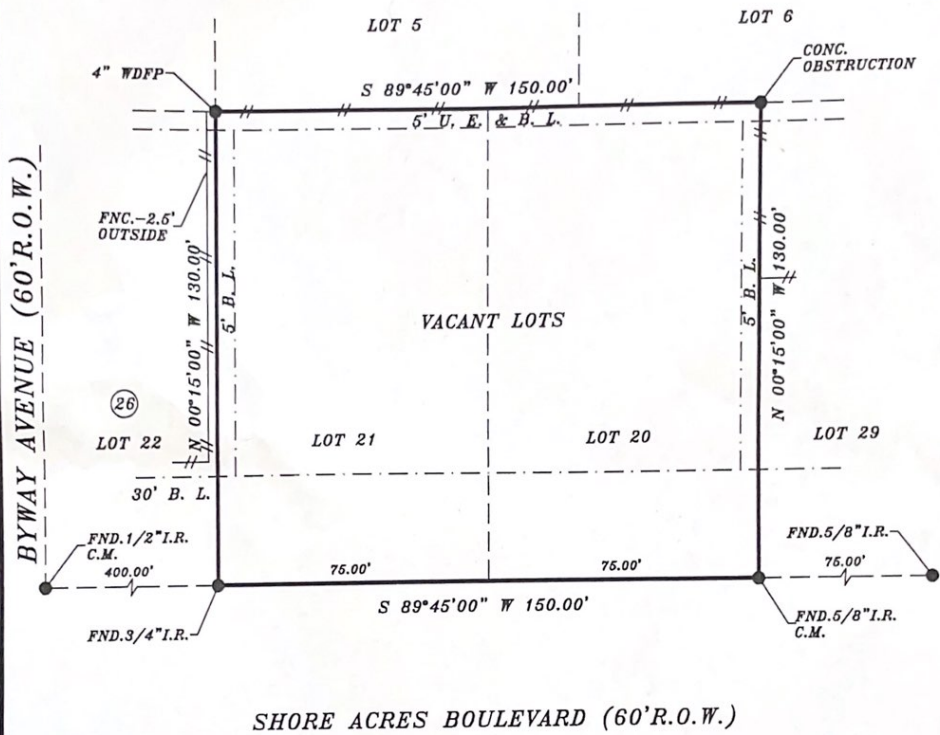 LOT 5
LOT 6
4" WDFP
CONC.
OBSTRUCTION
S 89°45'00" W 150.00'
5' U. E. & B. L.
FNC.-2.5'
OUTSIDE
BYWAY AVENUE (60'R.O.W.)
N 00°15'00" W 130.00'
5' B. L.
VACANT LOTS
5' B. L.
N 00°15'00" W 130.00'
26
LOT 22
LOT 21
LOT 20
LOT 29
30' B. L.
FND.1/2"I.R.
C.M.
400.00'
75.00'
75.00'
FND.5/8"I.R.
75.00'
S 89°45'00" W 150.00'
FND.3/4"I.R.
FND.5/8"I.R.
C.M.
SHORE ACRES BOULEVARD (60'R.O.W.)